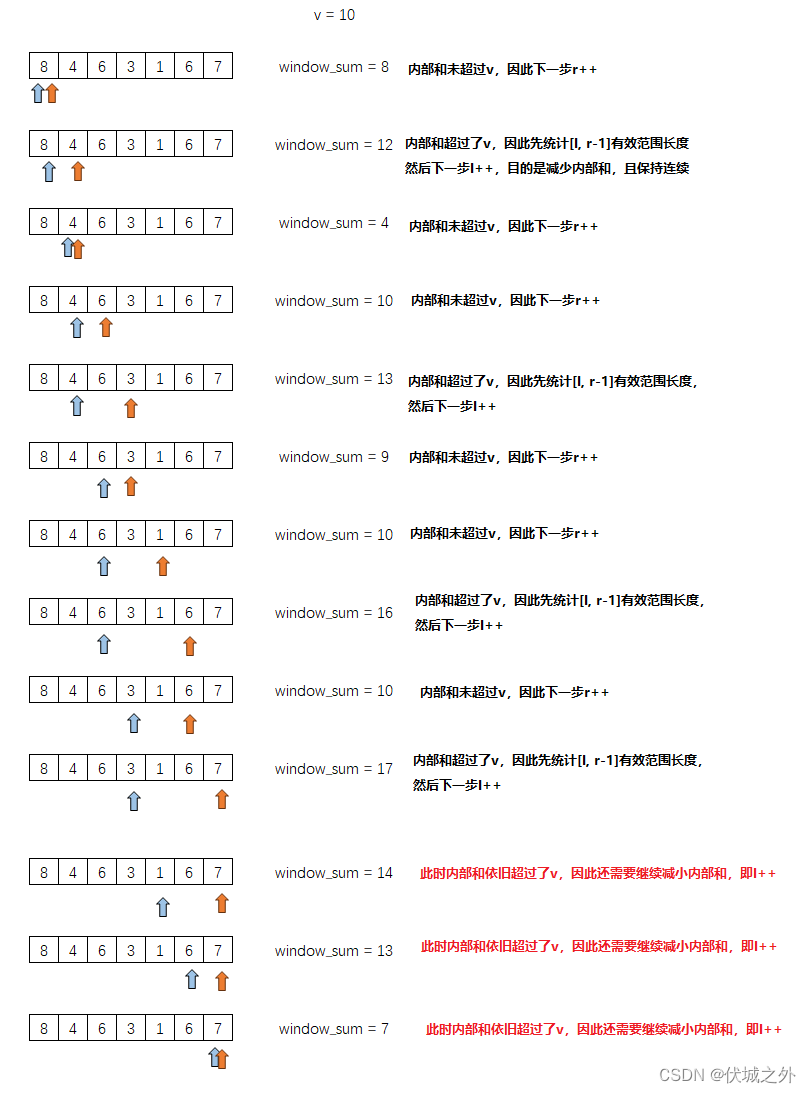 v = 10
8 4 6 3 1 6 7 window_sum = 8 内部和未超过v，因此下一步r++
8 4 6 3 1 6 7 window_sum = 12 内部和超过了v，因此先统计[l, r-1]有效范围长度
然后下一步l++，目的是减少内部和，且保持连续
8 4 6 3 1 6 7 window_sum = 4 内部和未超过v，因此下一步r++
8 4 6 3 1 6 7 window_sum = 10 内部和未超过v，因此下一步r++
8 4 6 3 1 6 7 window_sum = 13 内部和超过了v，因此先统计[l, r-1]有效范围长度，
然后下一步l++
8 4 6 3 1 6 7 window_sum = 9 内部和未超过v，因此下一步r++
8 4 6 3 1 6 7 window_sum = 10 内部和未超过v，因此下一步r++
8 4 6 3 1 6 7 window_sum = 16 内部和超过了v，因此先统计[l, r-1]有效范围长度，
然后下一步l++
8 4 6 3 1 6 7 window_sum = 10 内部和未超过v，因此下一步r++
8 4 6 3 1 6 7 window_sum = 17 内部和超过了v，因此先统计[l, r-1]有效范围长度，
然后下一步l++
8 4 6 3 1 6 7 window_sum = 14 此时内部和依旧超过了v，因此还需要继续减小内部和，即l++
8 4 6 3 1 6 7 window_sum = 13 此时内部和依旧超过了v，因此还需要继续减小内部和，即l++
8 4 6 3 1 6 7 window_sum = 7 此时内部和依旧超过了v，因此还需要继续减小内部和，即l++
CSDN @伏城之外